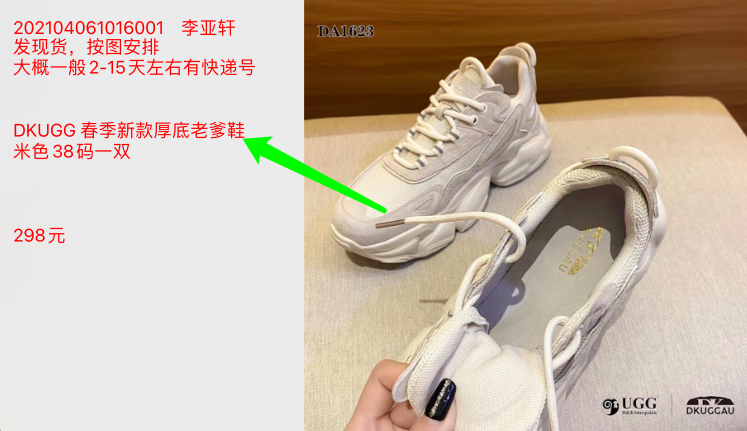 202104061016001 李亚轩
发现货，按图安排
大概一般2-15天左右有快递号
DKUGG 春季新款厚底老爹鞋
米色38码一双
298元
DA1623
UGG
DK
DKUGGAU